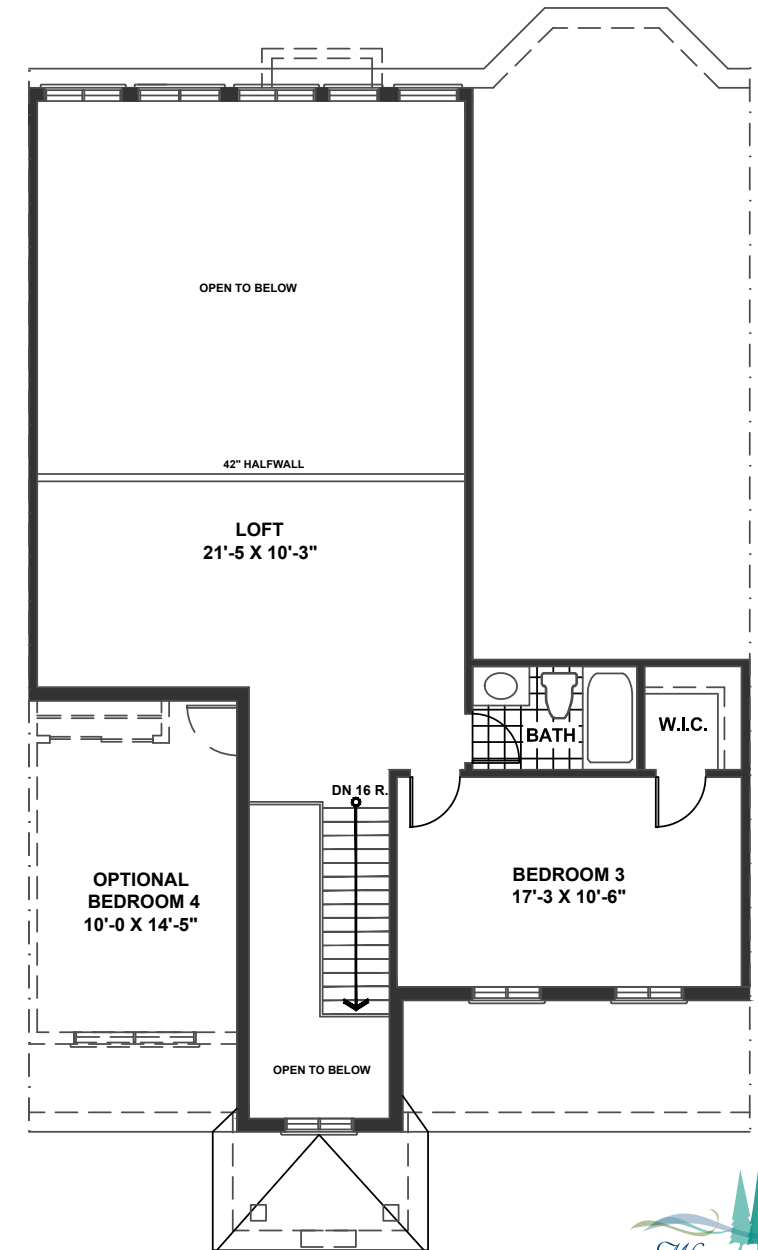 OPEN TO BELOW
42" HALFWALL
LOFT
21'-5 X 10'-3"
BATH
W.I.C.
DN 16 R.
OPTIONAL
BEDROOM 4
10'-0 X 14'-5"
BEDROOM 3
17'-3 X 10'-6"
OPEN TO BELOW